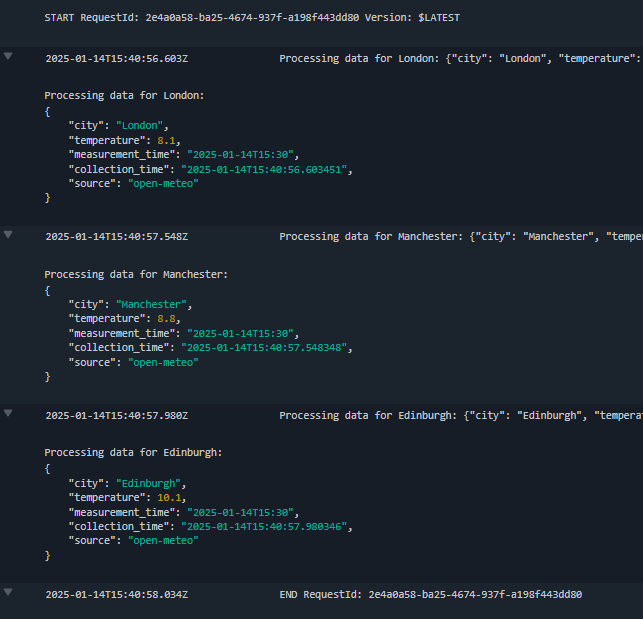 START RequestId: 2e4a0a58-ba25-4674-937f-a198f443dd80 Version: $LATEST
2025-01-14T15:40:56.603Z Processing data for London: {"city": "London", "temperature":
Processing data for London:
{
"city": "London",
"temperature": 8.1,
"measurement_time": "2025-01-14T15:30",
"collection_time": "2025-01-14T15:40:56.603451",
"source": "open-meteo"
}
2025-01-14T15:40:57.548Z Processing data for Manchester: {"city": "Manchester", "tempe
Processing data for Manchester:
{
"city": "Manchester",
"temperature": 8.8,
"measurement_time": "2025-01-14T15:30",
"collection_time": "2025-01-14T15:40:57.548348",
"source": "open-meteo"
}
2025-01-14T15:40:57.980Z Processing data for Edinburgh: {"city": "Edinburgh", "tempera
Processing data for Edinburgh:
{
"city": "Edinburgh",
"temperature": 10.1,
"measurement_time": "2025-01-14T15:30",
"collection_time": "2025-01-14T15:40:57.980346",
"source": "open-meteo"
}
2025-01-14T15:40:58.034Z END RequestId: 2e4a0a58-ba25-4674-937f-a198f443dd80